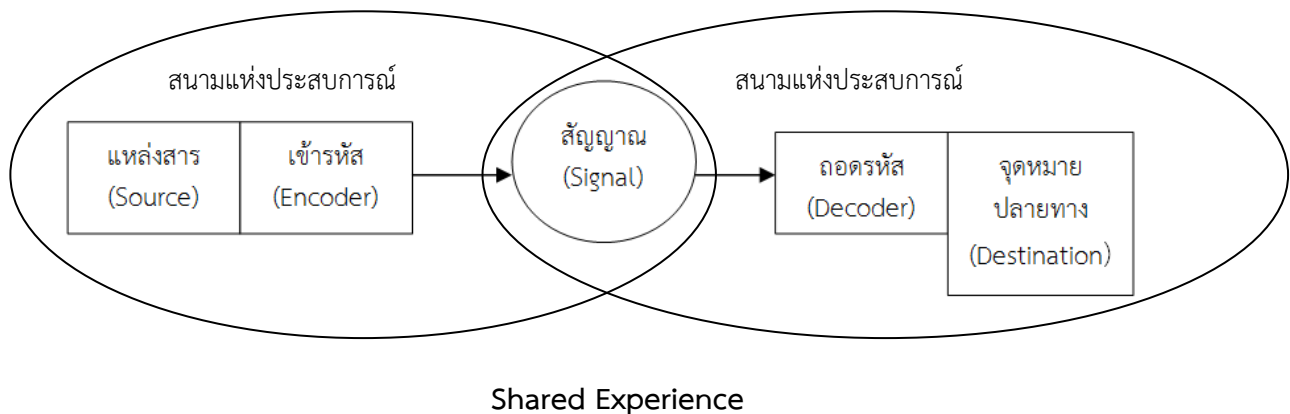 สนามแห่งประสบการณ์
สนามแห่งประสบการณ์
แหล่งสาร
(Source)
เข้ารหัส
(Encoder)
สัญญาณ
(Signal)
ถอดรหัส
(Decoder)
จุดหมาย
ปลายทาง
(Destination)
Shared Experience